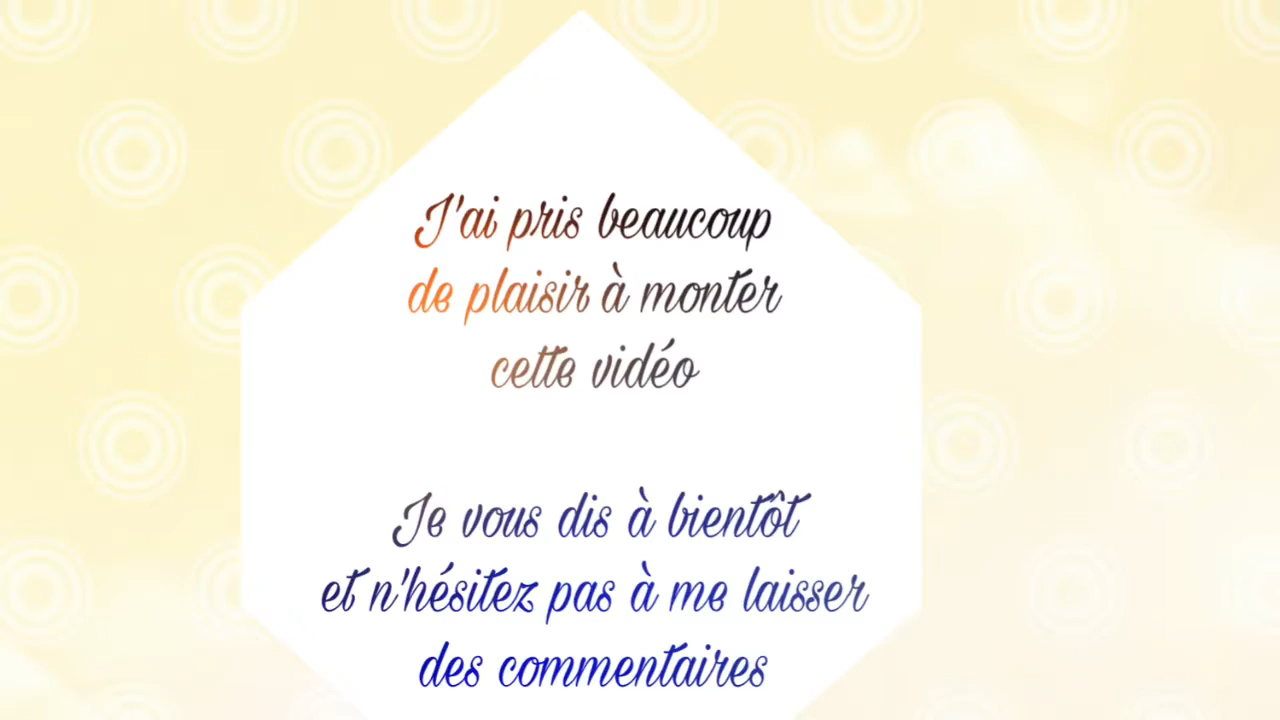 J'ai pris beaucoup
de plaisir à monter
cette vidéo
Je vous dis à bientôt
et n'hésitez pas à me laisser
des commentaires